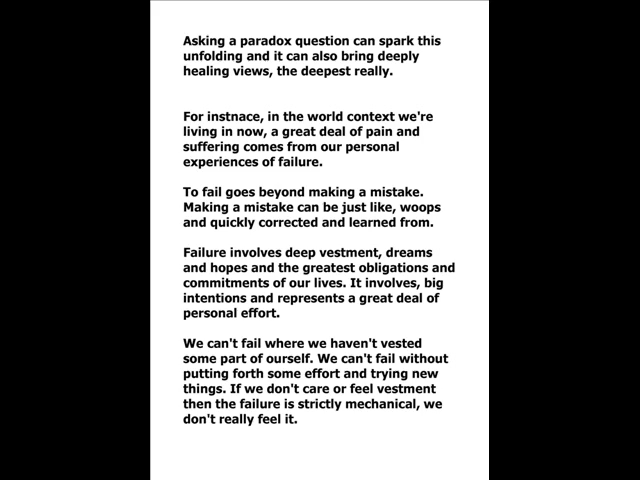 Asking a paradox question can spark this
unfolding and it can also bring deeply
healing views, the deepest really.
For instnace, in the world context we're
living in now, a great deal of pain and
suffering comes from our personal
experiences of failure.
To fail goes beyond making a mistake.
Making a mistake can be just like, woops
and quickly corrected and learned from.
Failure involves deep vestment, dreams
and hopes and the greatest obligations and
commitments of our lives. It involves, big
intentions and represents a great deal of
personal effort.
We can't fail where we haven't vested
some part of ourself. We can't fail without
putting forth some effort and trying new
things. If we don't care or feel vestment
then the failure is strictly mechanical, we
don't really feel it.